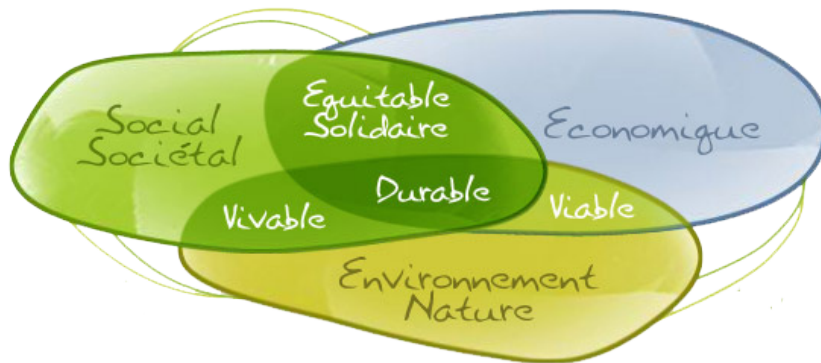 Equitable
Solidaire
Social
Sociétal
Economique
Durable
Vivable
Viable
Environnement
Nature